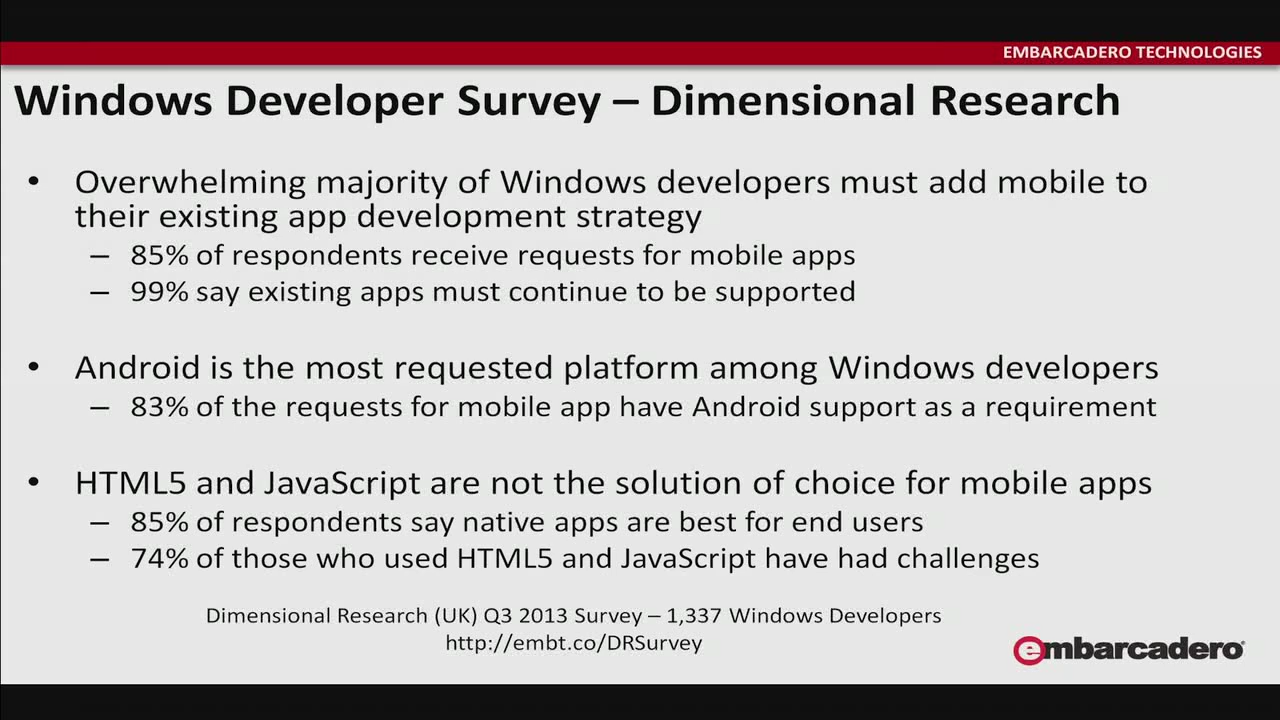 EMBARCADERO TECHNOLOGIES
Windows Developer Survey – Dimensional Research
• Overwhelming majority of Windows developers must add mobile to
their existing app development strategy
– 85% of respondents receive requests for mobile apps
– 99% say existing apps must continue to be supported
• Android is the most requested platform among Windows developers
– 83% of the requests for mobile app have Android support as a requirement
• HTML5 and JavaScript are not the solution of choice for mobile apps
– 85% of respondents say native apps are best for end users
– 74% of those who used HTML5 and JavaScript have had challenges
Dimensional Research (UK) Q3 2013 Survey – 1,337 Windows Developers
http://embt.co/DRSurvey
embarcadero